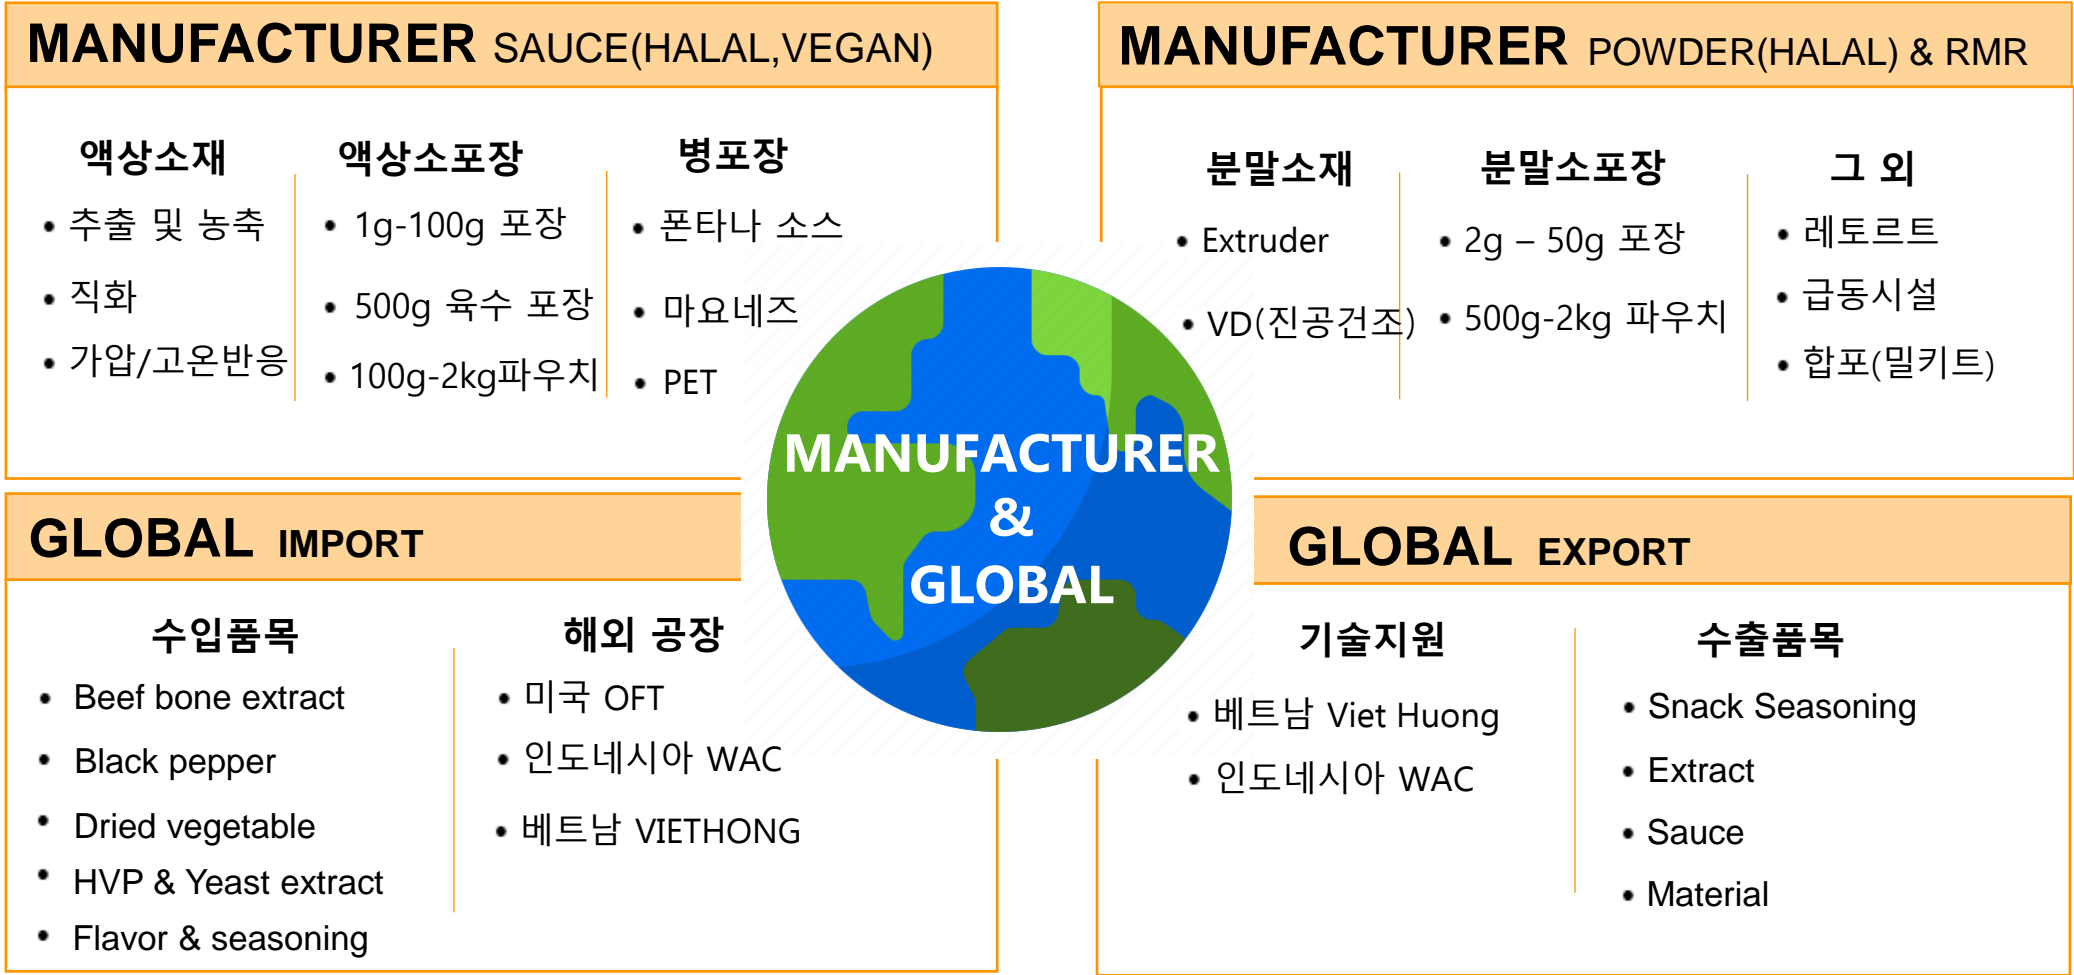 MANUFACTURER SAUCE(HALAL,VEGAN)
액상소재
• 추출 및 농축
• 직화
• 가압/고온반응
액상소포장
• 1g-100g 포장
• 500g 육수 포장
• 100g-2kg파우치
병포장
• 폰타나 소스
• 마요네즈
• PET
MANUFACTURER POWDER(HALAL) & RMR
분말소재
• Extruder
• VD(진공건조)
분말소포장
• 2g – 50g 포장
• 500g-2kg 파우치
그 외
• 레토르트
• 급동시설
• 합포(밀키트)
MANUFACTURER
&
GLOBAL
GLOBAL IMPORT
수입품목
• Beef bone extract
• Black pepper
• Dried vegetable
• HVP & Yeast extract
• Flavor & seasoning
해외 공장
• 미국 OFT
• 인도네시아 WAC
• 베트남 VIETHONG
GLOBAL EXPORT
기술지원
• 베트남 Viet Huong
• 인도네시아 WAC
수출품목
• Snack Seasoning
• Extract
• Sauce
• Material